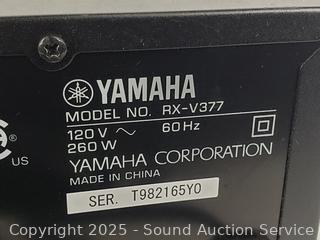 YAMAHA
MODEL NO. RX-V377
120 V ~ 60 Hz
260 W
US
YAMAHA CORPORATION
MADE IN CHINA
SER. T982165YO
Copyright 2025 - Sound Auction Service